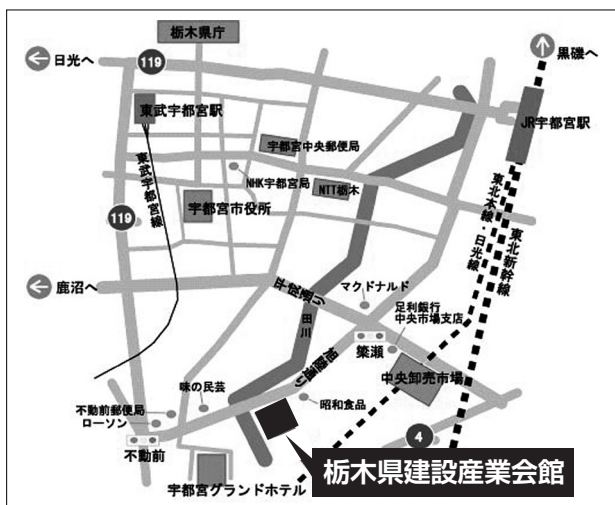 栃木県庁
黒磯へ
日光へ
119
東武宇都宮駅
JR宇都宮駅
宇都宮中央郵便局
東武宇都宮線
NHK宇都宮局
NTT栃木
宇都宮市役所
119
東北本線・日光線
東北新幹線
鹿沼へ
平成通り
マクドナルド
田川
足利銀行
中央市場支店
簗瀬
中央卸売市場
味の民芸
昭和食品
不動前郵便局
ローソン
不動前
4
宇都宮グランドホテル
栃木県建設産業会館